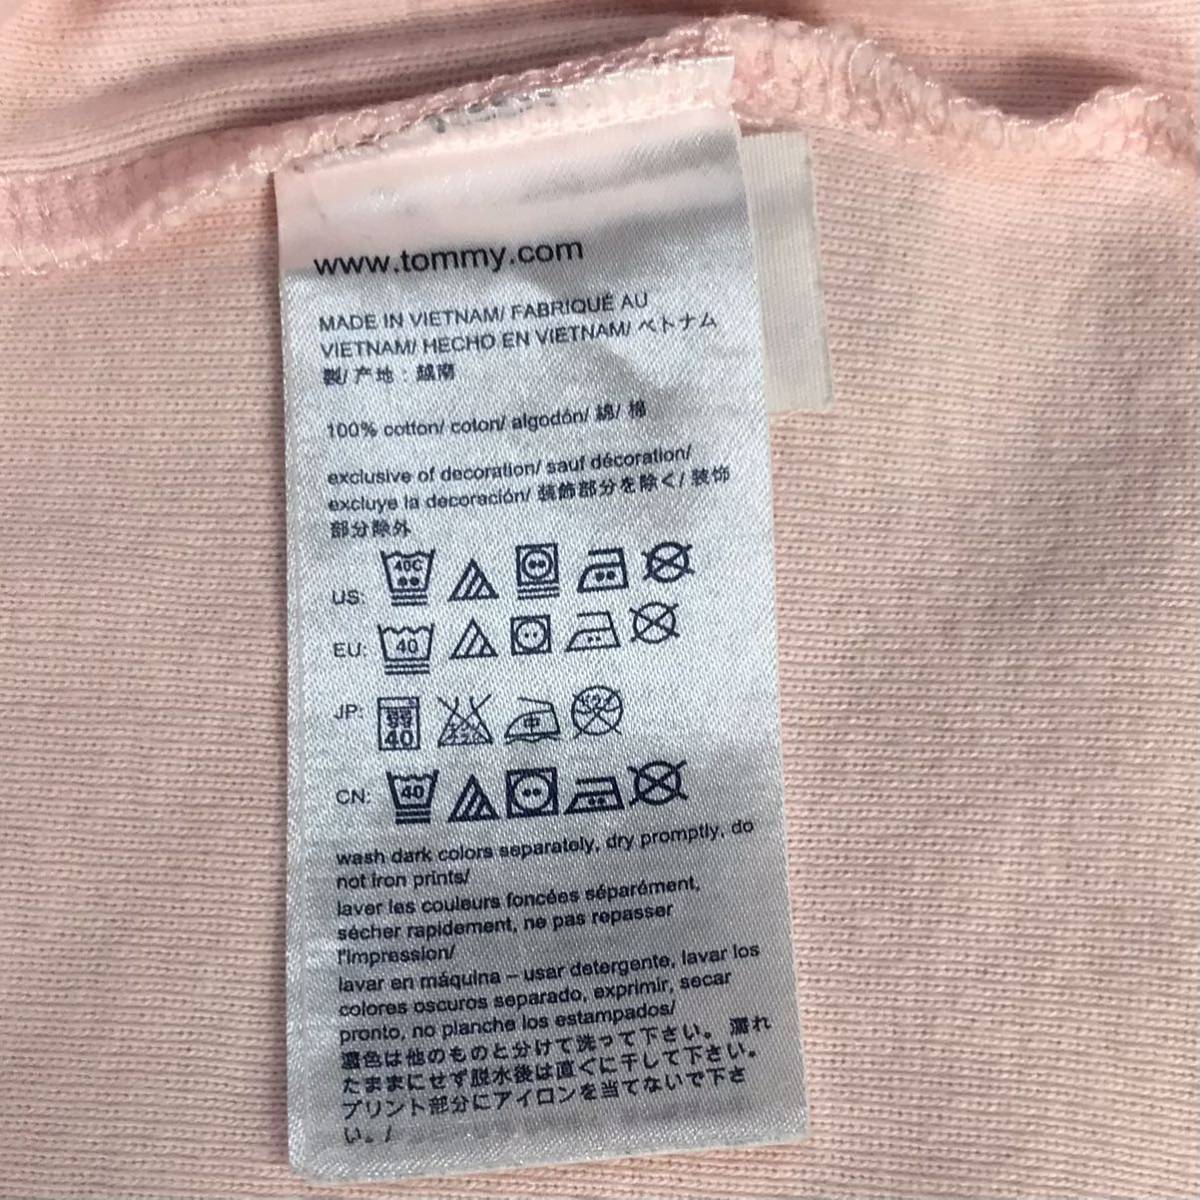 www.tommy.com
MADE IN VIETNAM/ FABRIQUÉ AU
VIETNAM/ HECHO EN VIETNAM/ ベトナム
製/ 产地：越南
100% cotton/ coton/ algodón/ 綿/ 棉
exclusive of decoration/ sauf décoration/
excluye la decoración/ 装飾部分を除く/ 装饰
部分除外
US: 40C
EU: 40
JP: 40 中
CN: 40
wash dark colors separately, dry promptly, do
not iron prints/
laver les couleurs foncées séparément,
sécher rapidement, ne pas repasser
l'impression/
lavar en máquina – usar detergente, lavar los
colores oscuros separado, exprimir, secar
pronto, no planche los estampados/
濃色は他のものと分けて洗って下さい。 濡れ
たままにせず脱水後は直ぐに干して下さい。
プリント部分にアイロンを当てないで下さ
い。/